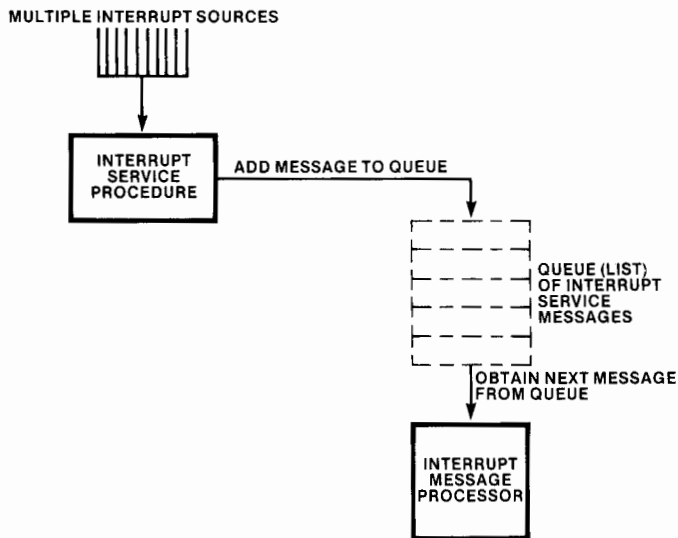 MULTIPLE INTERRUPT SOURCES
INTERRUPT
SERVICE
PROCEDURE
ADD MESSAGE TO QUEUE
QUEUE (LIST)
OF INTERRUPT
SERVICE
MESSAGES
OBTAIN NEXT MESSAGE
FROM QUEUE
INTERRUPT
MESSAGE
PROCESSOR